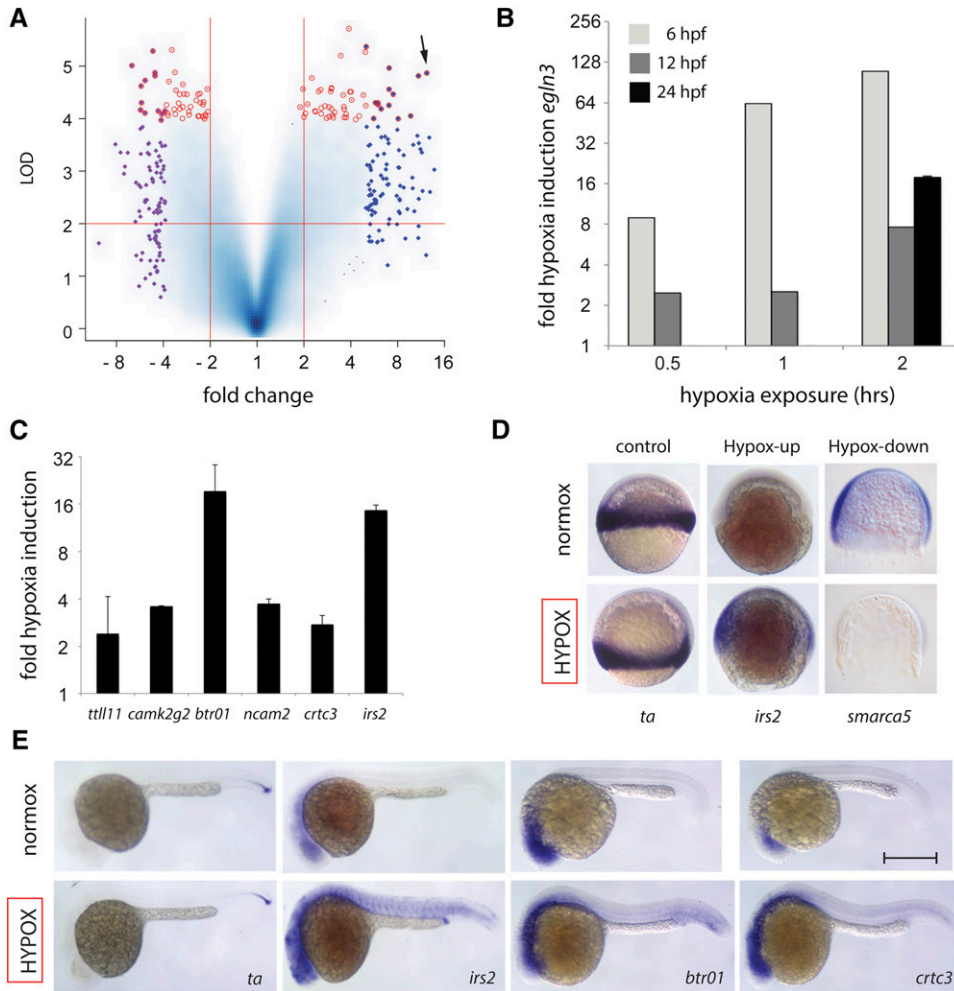 A
LOD
5
4
3
2
1
0
- 8 - 4 -2 1 2 4 8 16
fold change
B
fold hypoxia induction egln3
256
128
64
32
16
8
4
2
1
6 hpf
12 hpf
24 hpf
0.5 1 2
hypoxia exposure (hrs)
C
fold hypoxia induction
32
16
8
4
2
1
ttll11 camk2g2 btr01 ncam2 crtc3 irs2
D
control Hypox-up Hypox-down
normox
HYPOX
ta irs2 smarca5
E
normox
HYPOX
ta irs2 btr01 crtc3